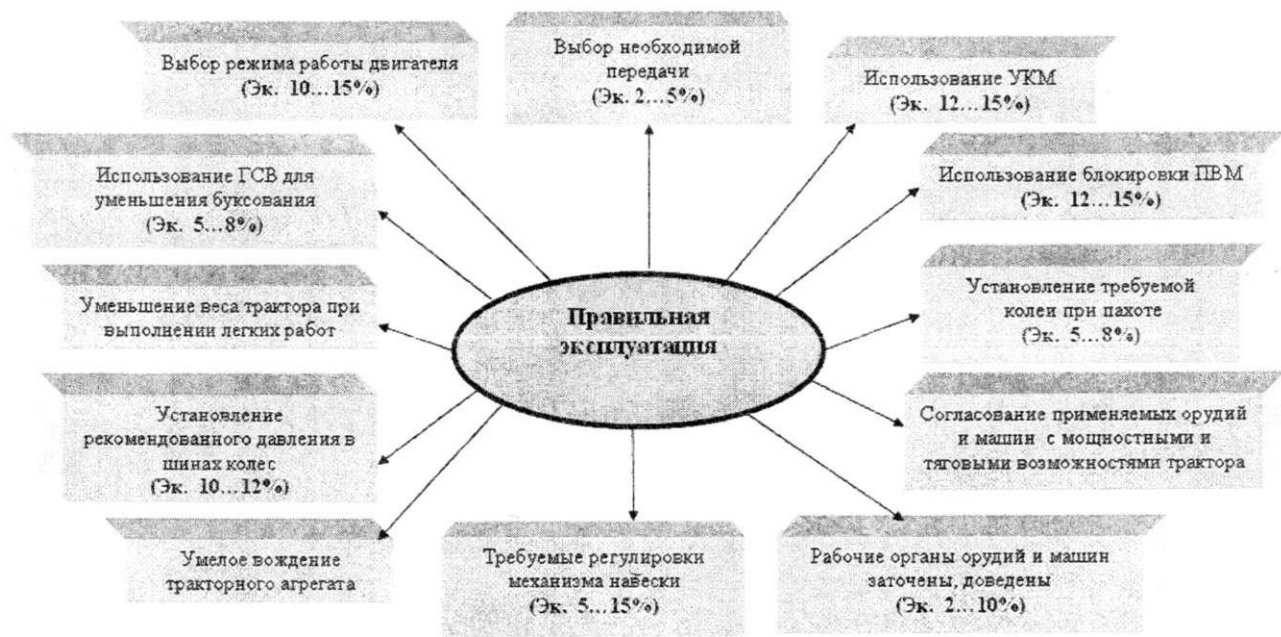 Выбор режима работы двигателя
(Эк. 10...15%)
Выбор необходимой
передачи
(Эк. 2...5%)
Использование УКМ
(Эк. 12...15%)
Использование ГСВ для
уменьшения буксования
(Эк. 5...8%)
Использование блокировки ПВМ
(Эк. 12...15%)
Уменьшение веса трактора при
выполнении легких работ
Правильная
эксплуатация
Установление требуемой
колеи при пахоте
(Эк. 5...8%)
Установление
рекомендованного давления в
шинах колес
(Эк. 10...12%)
Согласование применяемых орудий
и машин с мощностными и
тяговыми возможностями трактора
Умелое вождение
тракторного агрегата
Требуемые регулировки
механизма навески
(Эк. 5...15%)
Рабочие органы орудий и машин
заточены, доведены
(Эк. 2...10%)